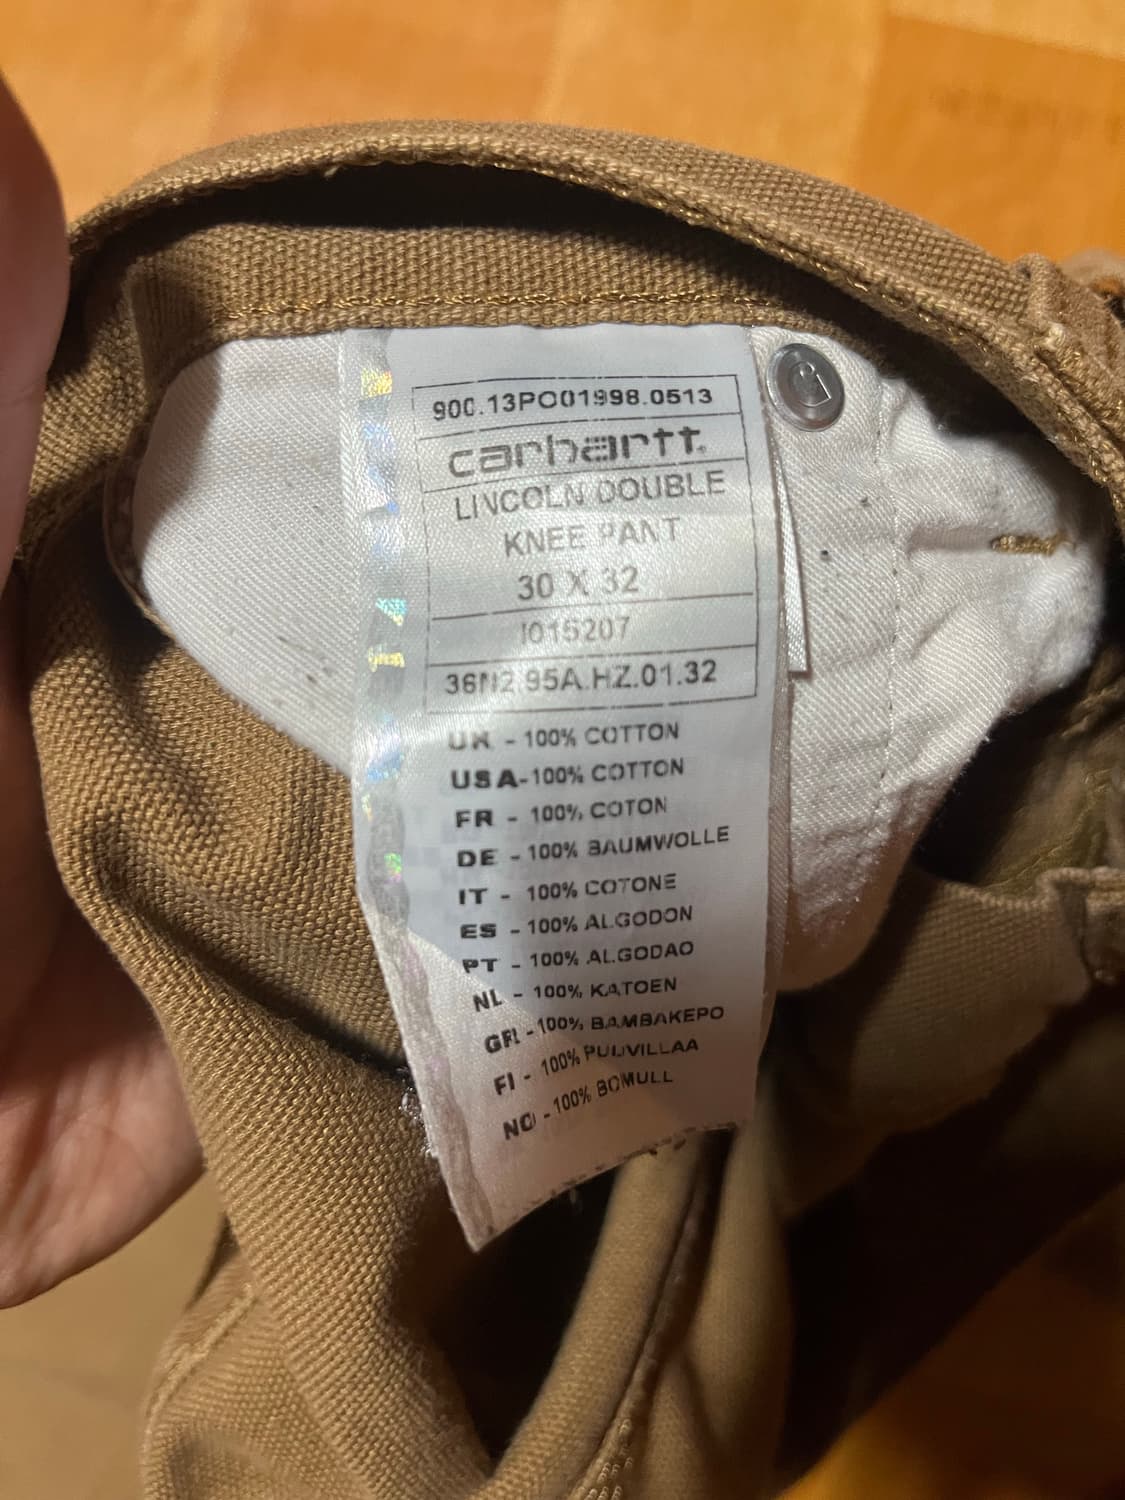 900.13PO01998.0513
carhartt.
LINCOLN DOUBLE
KNEE PANT
30 X 32
I015207
36N2.95A.HZ.01.32
UK - 100% COTTON
USA-100% COTTON
FR - 100% COTON
DE - 100% BAUMWOLLE
IT - 100% COTONE
ES - 100% ALGODON
PT - 100% ALGODAO
NL - 100% KATOEN
GR - 100% BAMBAKEPO
FI - 100% PUUVILLAA
NO - 100% BOMULL